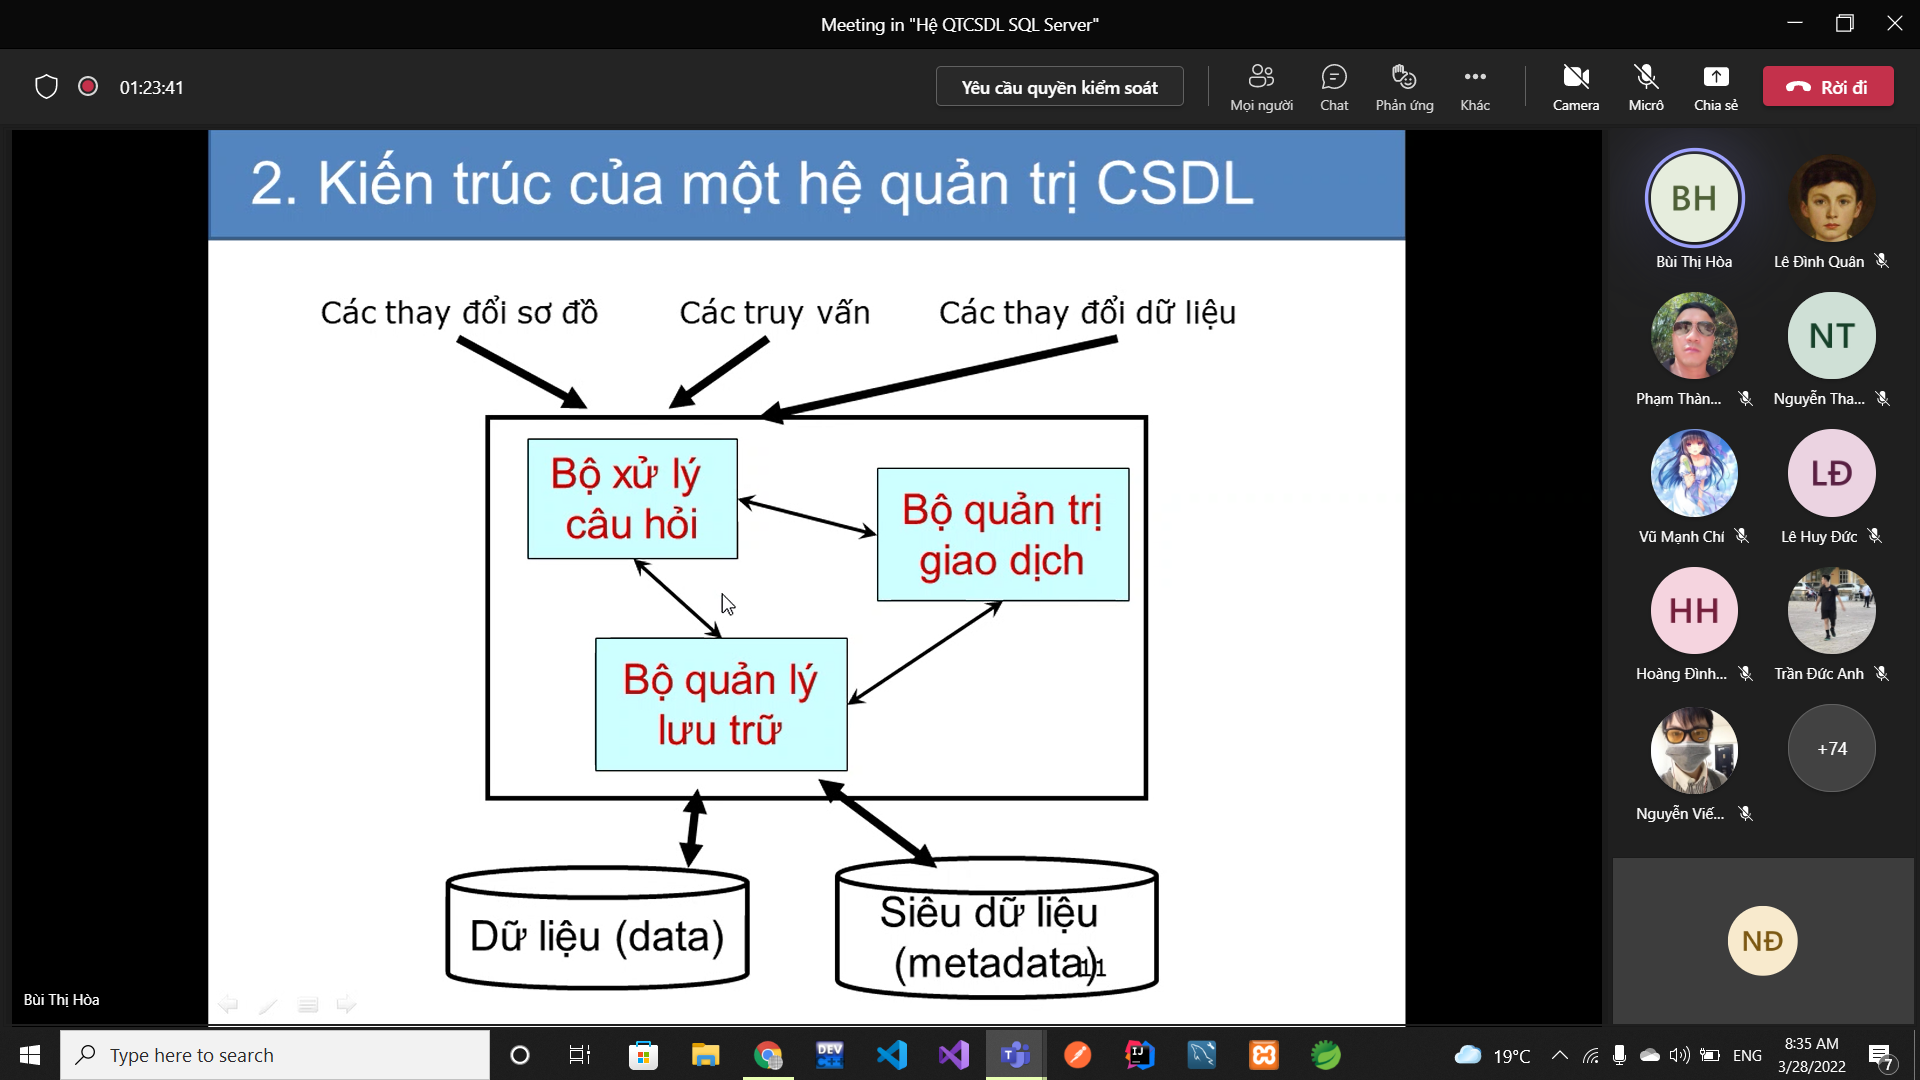 Meeting in "Hệ QTCSDL SQL Server"
01:23:41
Yêu cầu quyền kiểm soát
Mọi người
Chat
Phản ứng
Khác
Camera
Micrô
Chia sẻ
Rời đi
2. Kiến trúc của một hệ quản trị CSDL
Các thay đổi sơ đồ
Các truy vấn
Các thay đổi dữ liệu
Bộ xử lý
câu hỏi
Bộ quản trị
giao dịch
Bộ quản lý
lưu trữ
Dữ liệu (data)
Siêu dữ liệu
(metadata)
11
Bùi Thị Hòa
BH
Bùi Thị Hòa
Lê Đình Quân
Phạm Thàn...
NT
Nguyễn Tha...
Vũ Mạnh Chí
LĐ
Lê Huy Đức
HH
Hoàng Đình...
Trần Đức Anh
Nguyễn Viế...
+74
NĐ
Type here to search
DEV
IJ
19°C
ENG
8:35 AM
3/28/2022
7